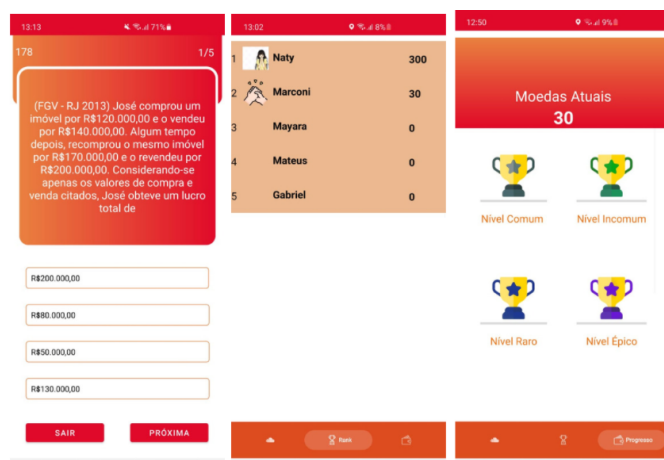 13:13
71%
178
1/5
(FGV - RJ 2013) José comprou um
imóvel por R$120.000,00 e o vendeu
por R$140.000,00. Algum tempo
depois, recomprou o mesmo imóvel
por R$170.000,00 e o revendeu por
R$200.000,00. Considerando-se
apenas os valores de compra e
venda citados, José obteve um lucro
total de
R$200.000,00
R$80.000,00
R$50.000,00
R$130.000,00
SAIR
PRÓXIMA
13:02
8%
1 Naty 300
2 Marconi 30
3 Mayara 0
4 Mateus 0
5 Gabriel 0
Rank
12:50
9%
Moedas Atuais
30
Nível Comum
Nível Incomum
Nível Raro
Nível Épico
Progresso